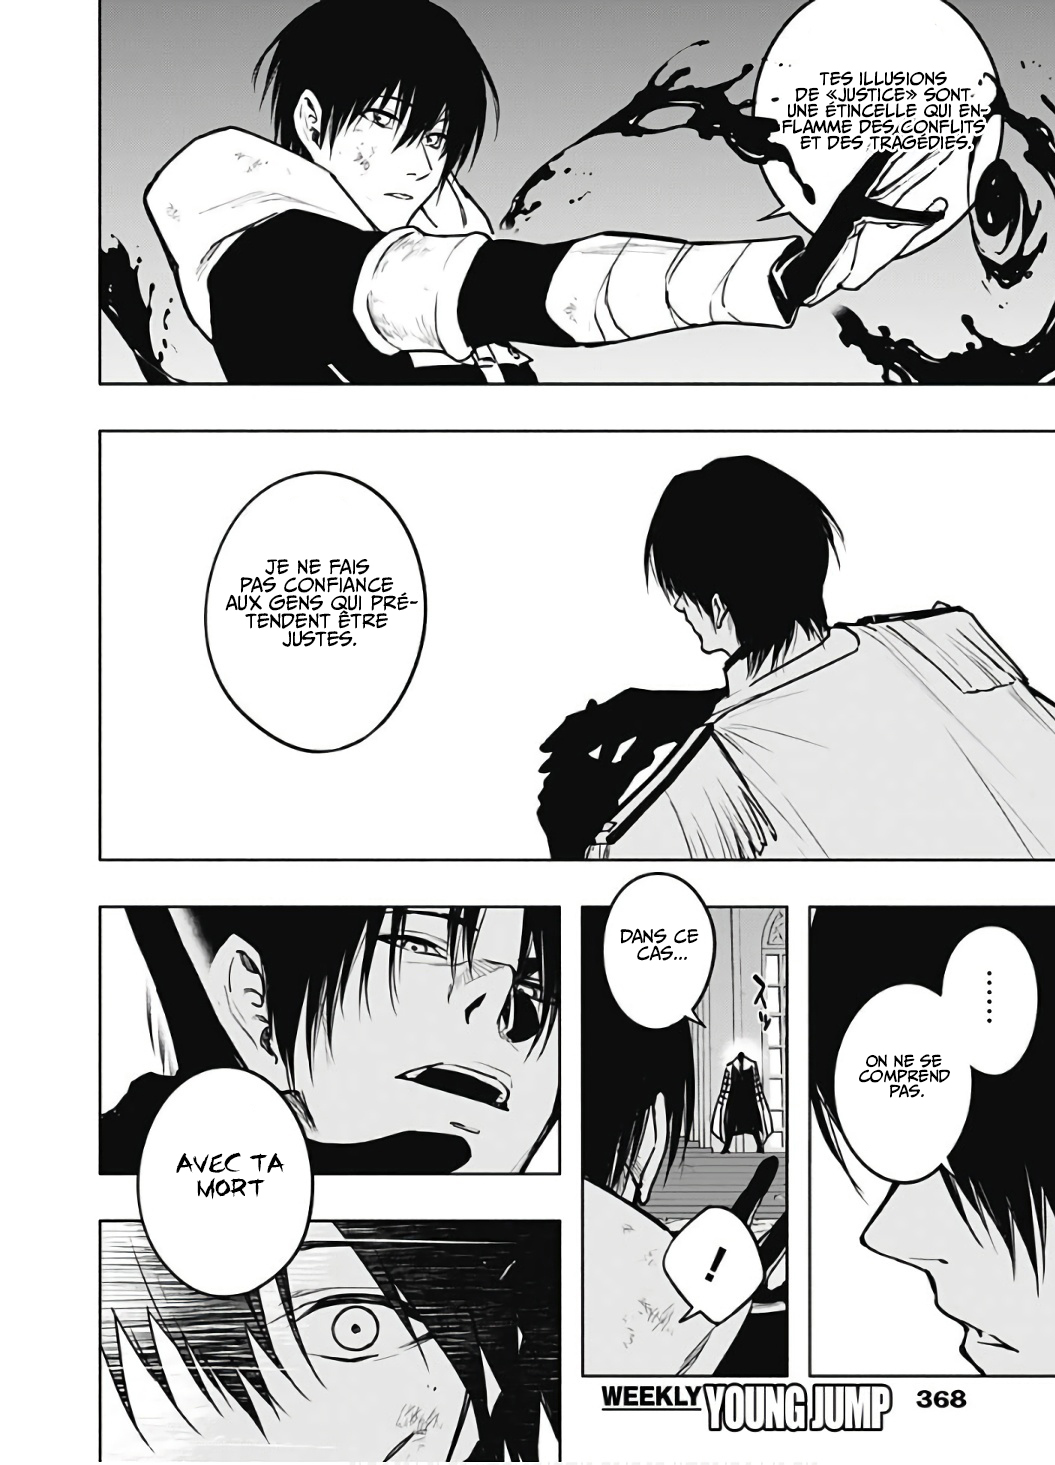 TES ILLUSIONS
DE «JUSTICE» SONT
UNE ÉTINCELLE QUI EN-
FLAMME DES CONFLITS
ET DES TRAGÉDIES.
JE NE FAIS
PAS CONFIANCE
AUX GENS QUI PRÉ-
TENDENT ÊTRE
JUSTES.
......
ON NE SE
COMPREND
PAS.
DANS CE
CAS...
スッ
!
AVEC TA
MORT
WEEKLY YOUNG JUMP 368